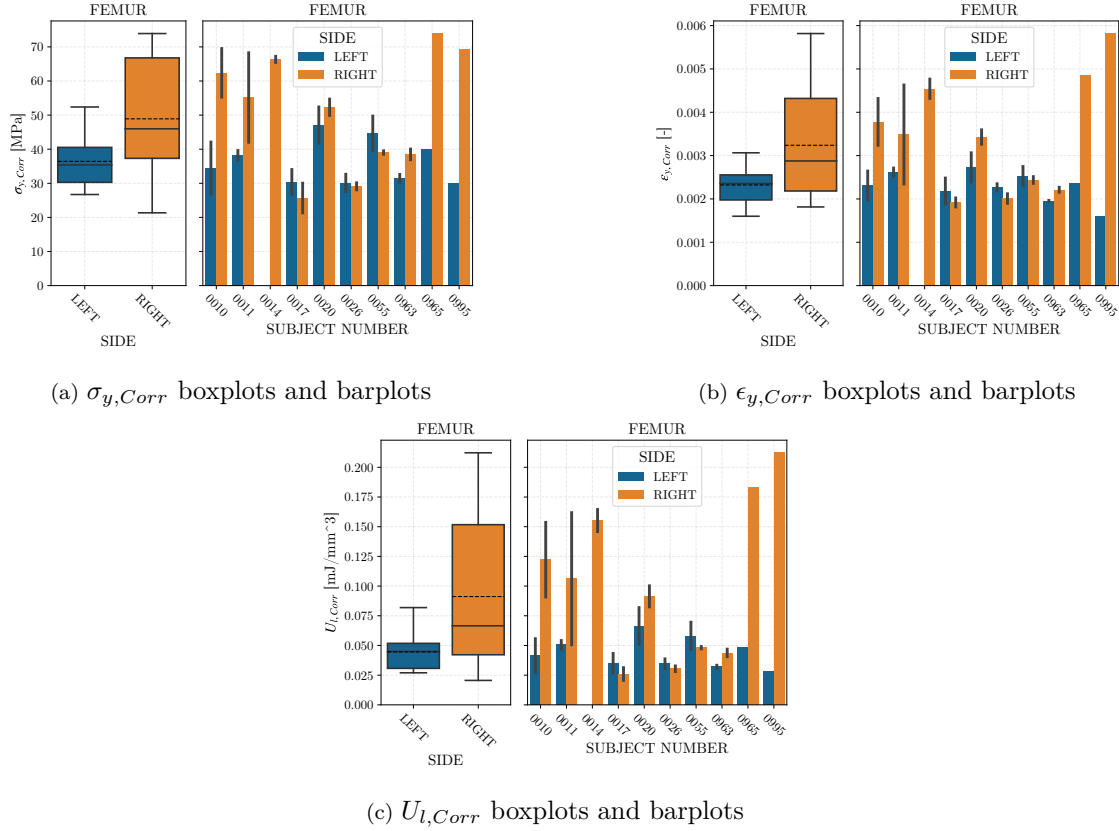 FEMUR
FEMUR
σ_{y,Corr} [MPa]
70
60
50
40
30
20
10
0
SIDE
LEFT
RIGHT
LEFT
RIGHT
SIDE
0010
0011
0014
0017
0020
0026
0055
0963
0965
0995
SUBJECT NUMBER
(a) σ_{y,Corr} boxplots and barplots
FEMUR
FEMUR
ε_{y,Corr} [-]
0.006
0.005
0.004
0.003
0.002
0.001
0.000
SIDE
LEFT
RIGHT
LEFT
RIGHT
SIDE
0010
0011
0014
0017
0020
0026
0055
0963
0965
0995
SUBJECT NUMBER
(b) ϵ_{y,Corr} boxplots and barplots
FEMUR
FEMUR
U_{l,Corr} [mJ/mm^3]
0.200
0.175
0.150
0.125
0.100
0.075
0.050
0.025
0.000
SIDE
LEFT
RIGHT
LEFT
RIGHT
SIDE
0010
0011
0014
0017
0020
0026
0055
0963
0965
0995
SUBJECT NUMBER
(c) U_{l,Corr} boxplots and barplots